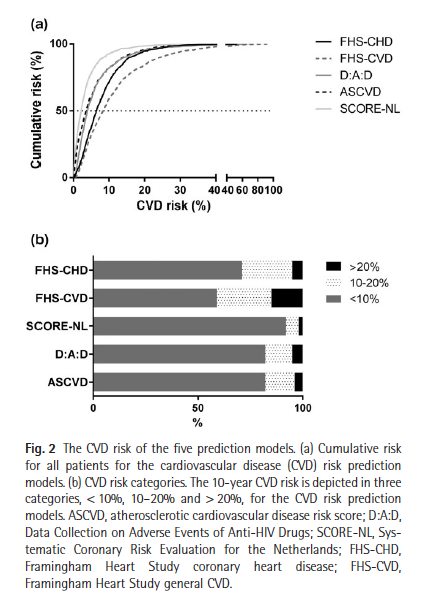 (a)
100
50
0
Cumulative risk (%)
0 10 20 30 40 40 60 80 100
CVD risk (%)
FHS-CHD
FHS-CVD
D:A:D
ASCVD
SCORE-NL
(b)
FHS-CHD
FHS-CVD
SCORE-NL
D:A:D
ASCVD
0 50 100
%
>20%
10-20%
<10%
Fig. 2 The CVD risk of the five prediction models. (a) Cumulative risk
for all patients for the cardiovascular disease (CVD) risk prediction
models. (b) CVD risk categories. The 10-year CVD risk is depicted in three
categories, < 10%, 10–20% and > 20%, for the CVD risk prediction
models. ASCVD, atherosclerotic cardiovascular disease risk score; D:A:D,
Data Collection on Adverse Events of Anti-HIV Drugs; SCORE-NL, Sys-
tematic Coronary Risk Evaluation for the Netherlands; FHS-CHD,
Framingham Heart Study coronary heart disease; FHS-CVD,
Framingham Heart Study general CVD.